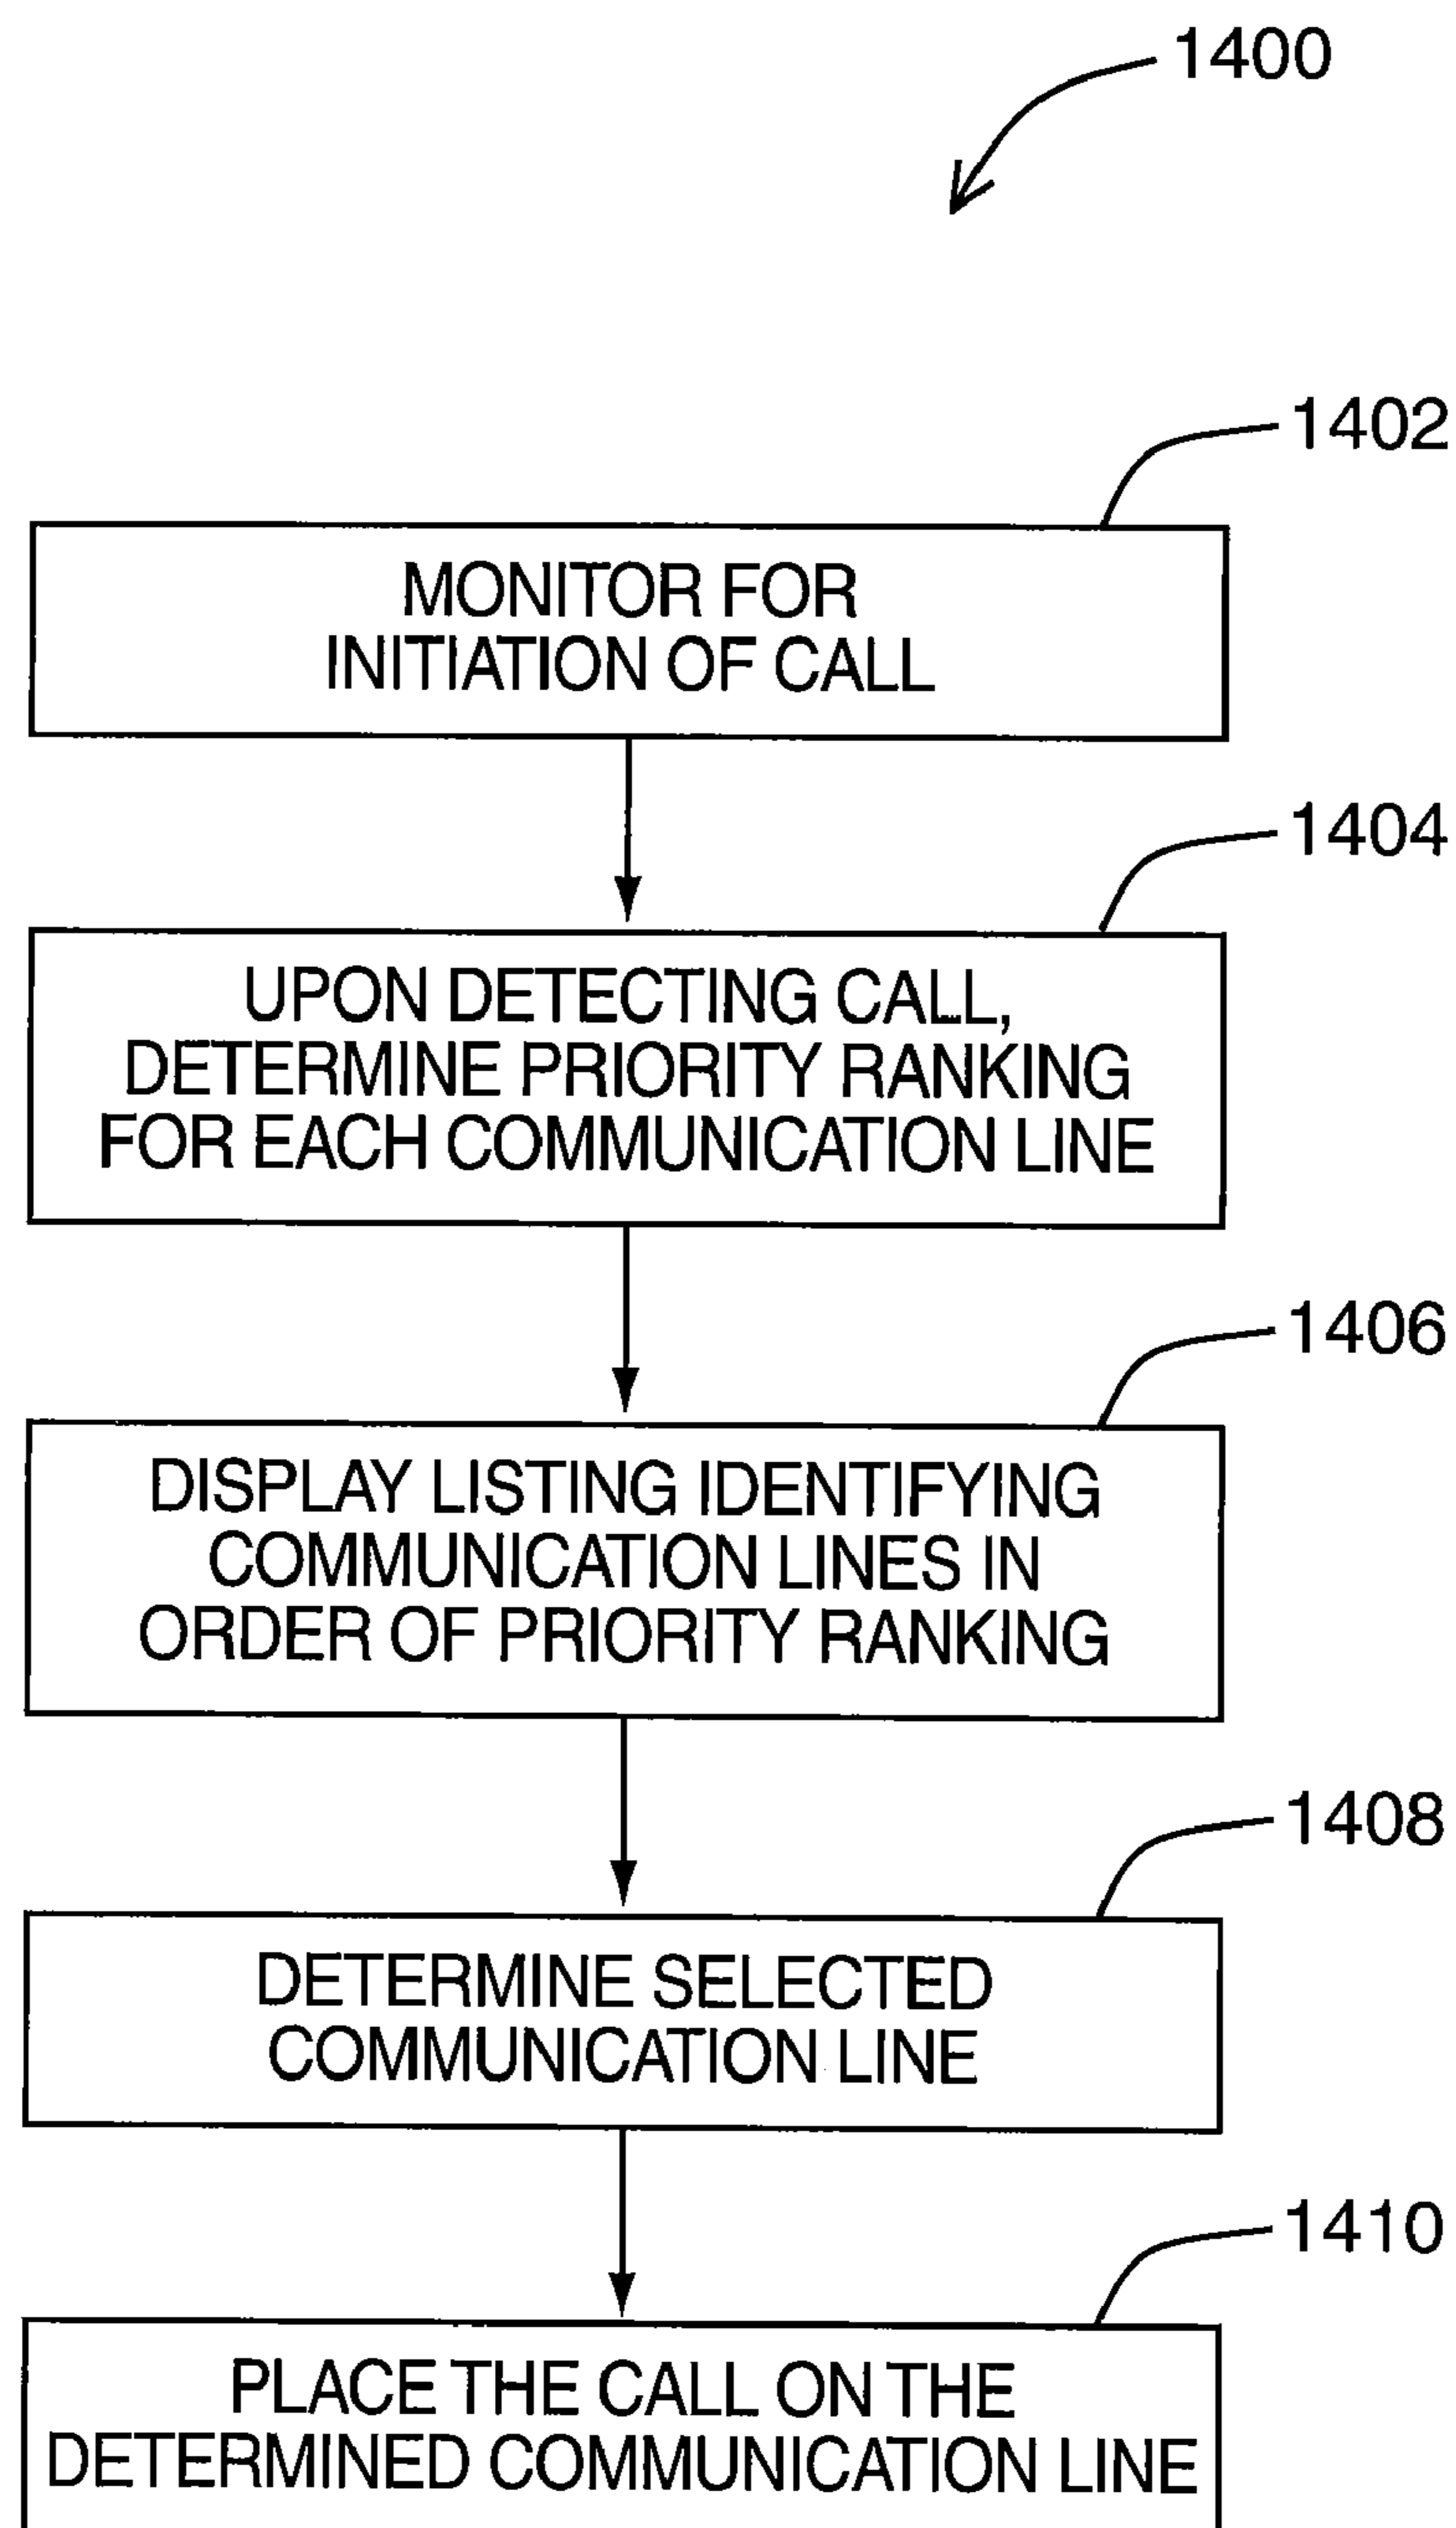 1400
1402
MONITOR FOR
INITIATION OF CALL
1404
UPON DETECTING CALL,
DETERMINE PRIORITY RANKING
FOR EACH COMMUNICATION LINE
1406
DISPLAY LISTING IDENTIFYING
COMMUNICATION LINES IN
ORDER OF PRIORITY RANKING
1408
DETERMINE SELECTED
COMMUNICATION LINE
1410
PLACE THE CALL ON THE
DETERMINED COMMUNICATION LINE